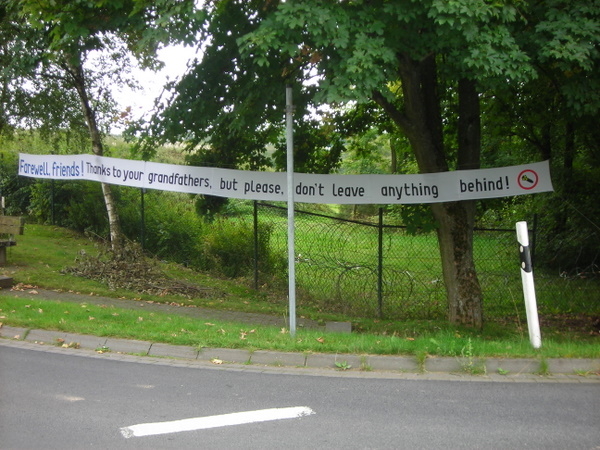 Farewell, friends! Thanks to your grandfathers, but please, don't leave anything behind!